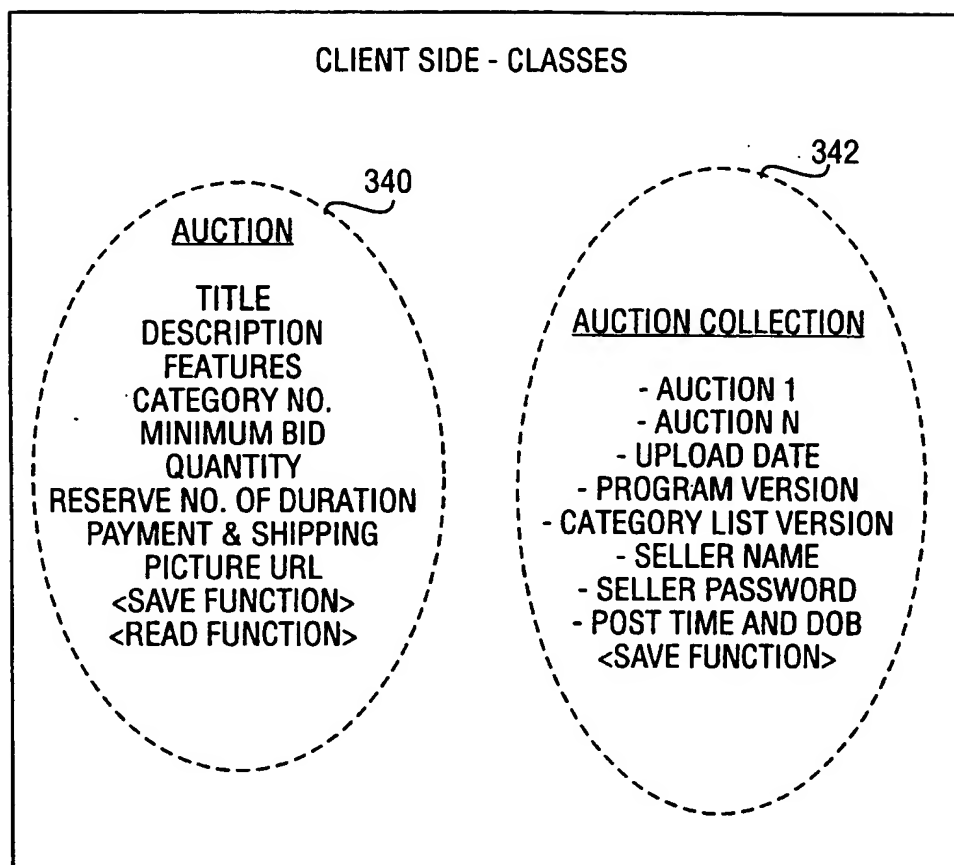 CLIENT SIDE - CLASSES
340
AUCTION
TITLE
DESCRIPTION
FEATURES
CATEGORY NO.
MINIMUM BID
QUANTITY
RESERVE NO. OF DURATION
PAYMENT & SHIPPING
PICTURE URL
<SAVE FUNCTION>
<READ FUNCTION>
342
AUCTION COLLECTION
- AUCTION 1
- AUCTION N
- UPLOAD DATE
- PROGRAM VERSION
- CATEGORY LIST VERSION
- SELLER NAME
- SELLER PASSWORD
- POST TIME AND DOB
<SAVE FUNCTION>